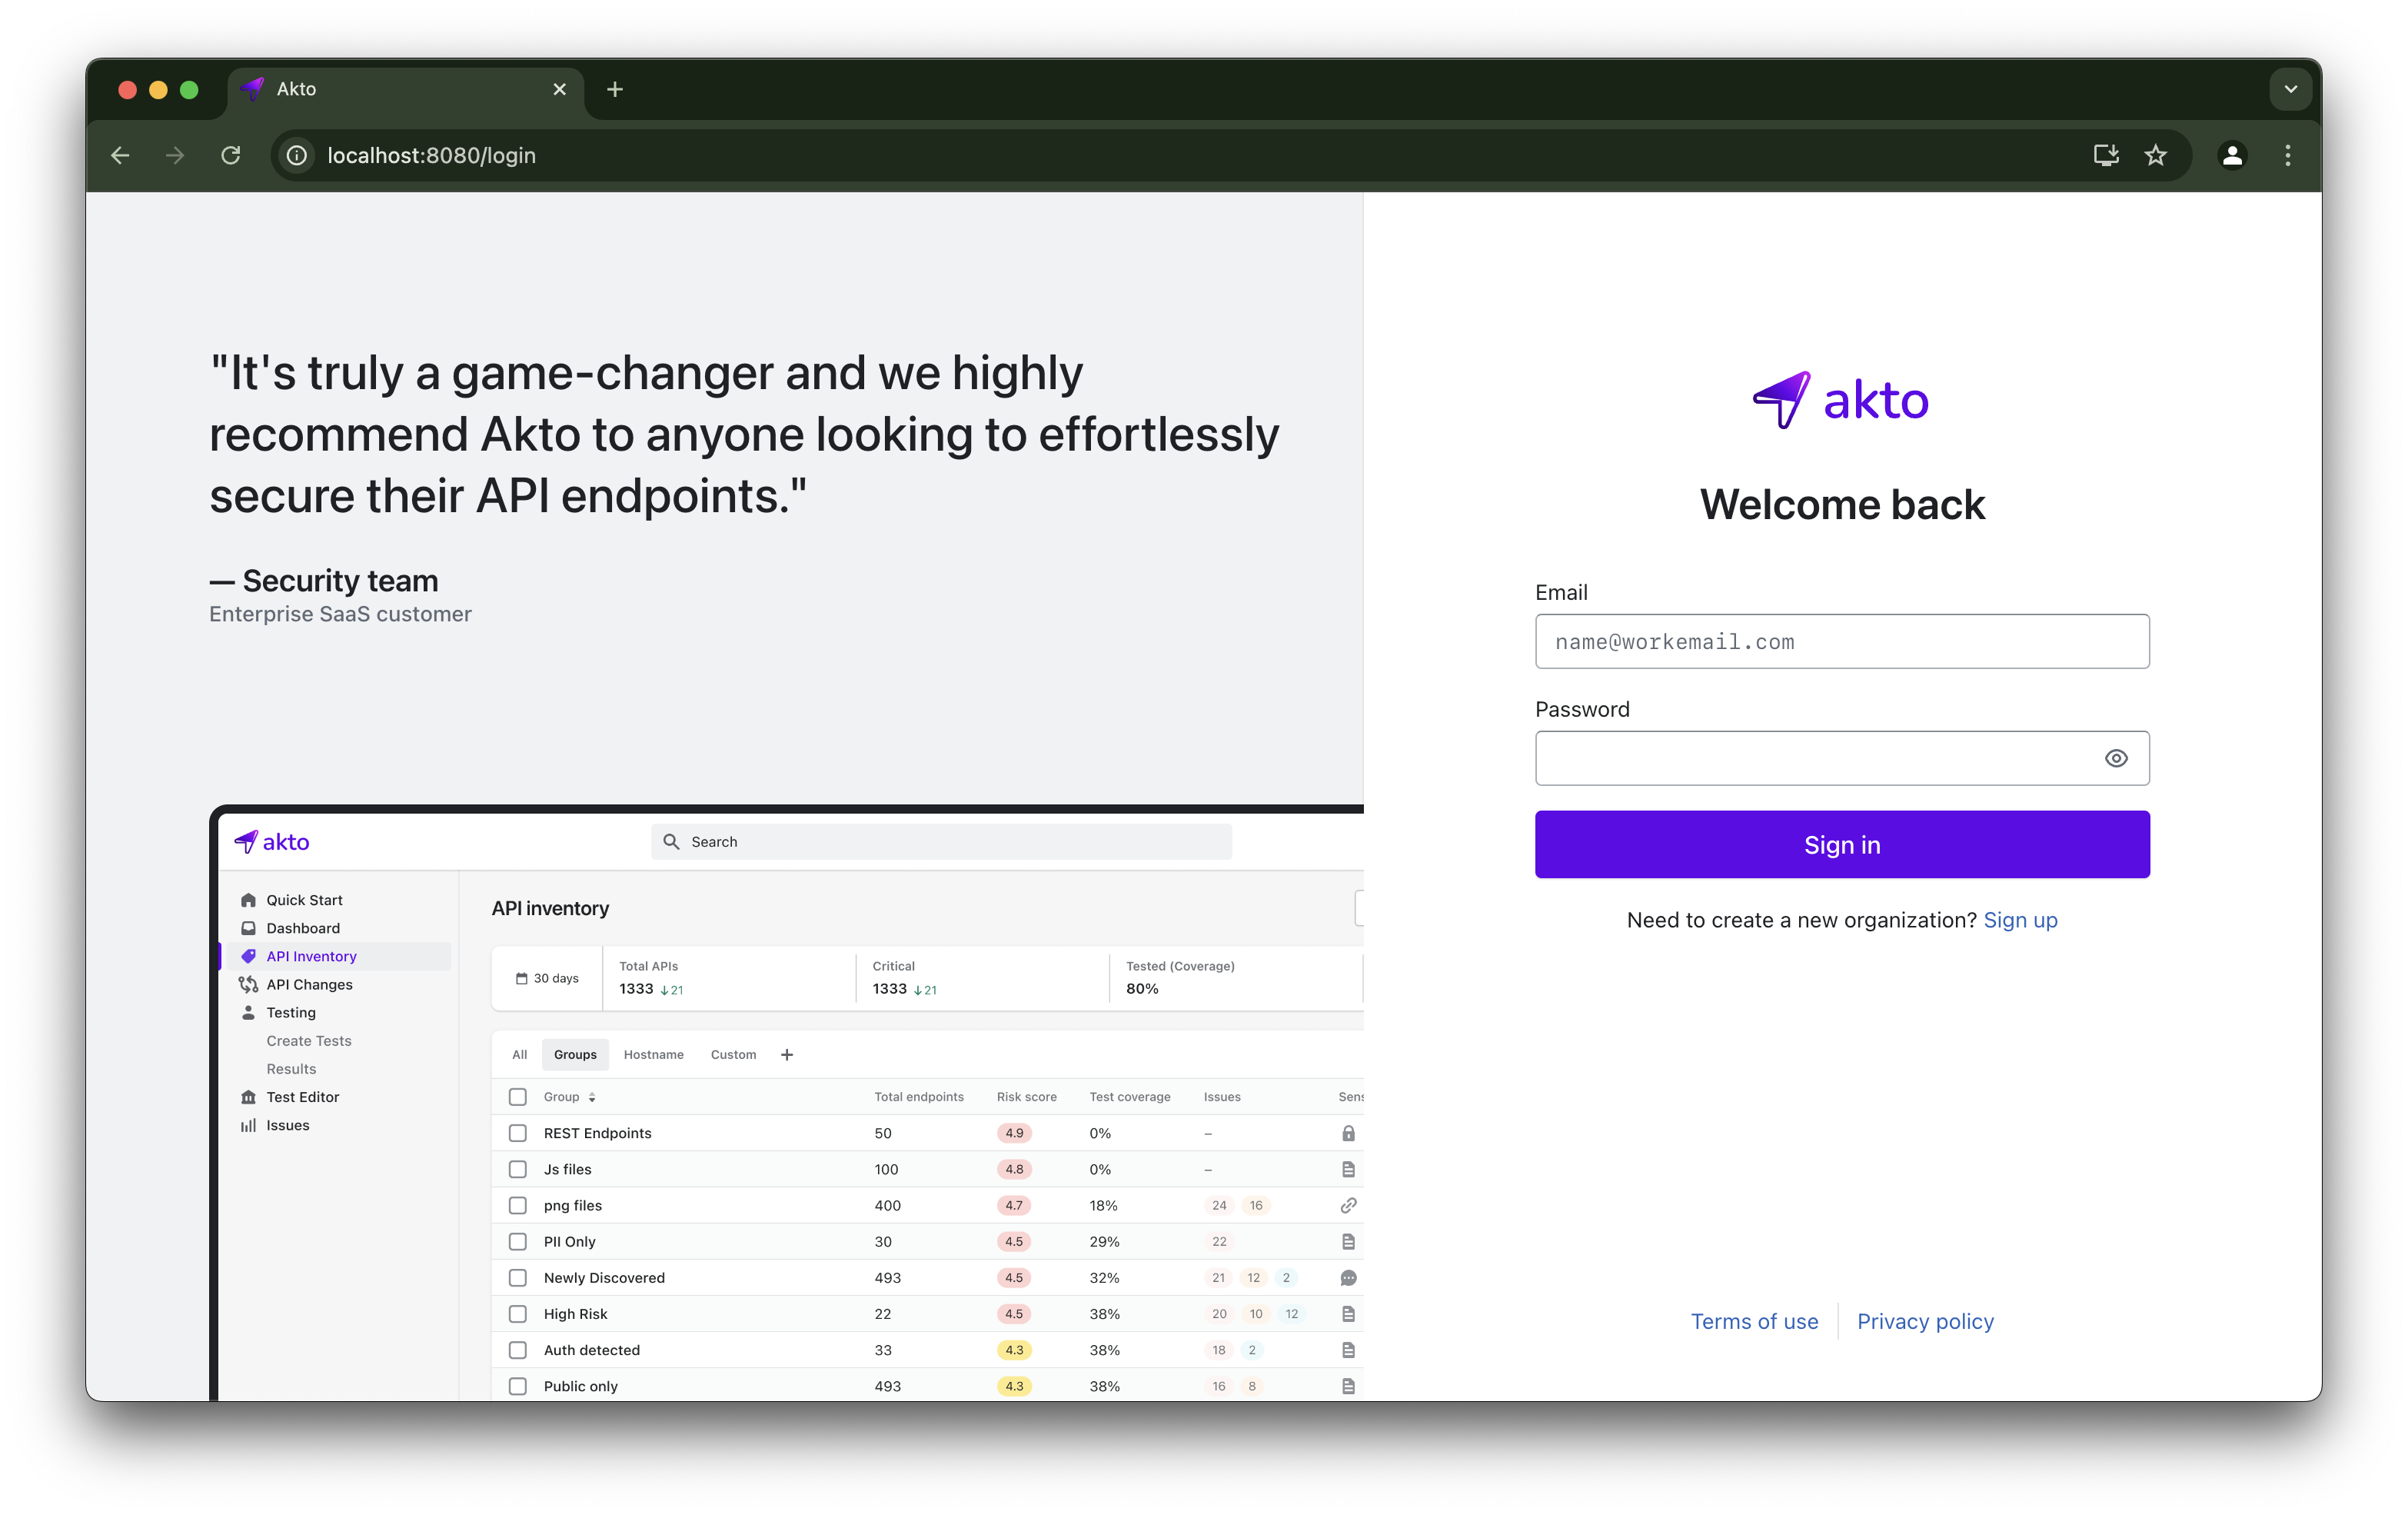 Akto
localhost:8080/login
"It's truly a game-changer and we highly
recommend Akto to anyone looking to effortlessly
secure their API endpoints."
— Security team
Enterprise SaaS customer
akto
Search
Quick Start
Dashboard
API Inventory
API Changes
Testing
Create Tests
Results
Test Editor
Issues
API inventory
30 days
Total APIs
1333 ↓21
Critical
1333 ↓21
Tested (Coverage)
80%
All Groups Hostname Custom +
Group Total endpoints Risk score Test coverage Issues Sens
REST Endpoints 50 4.9 0% –
Js files 100 4.8 0% –
png files 400 4.7 18% 24 16
PII Only 30 4.5 29% 22
Newly Discovered 493 4.5 32% 21 12 2
High Risk 22 4.5 38% 20 10 12
Auth detected 33 4.3 38% 18 2
Public only 493 4.3 38% 16 8
akto
Welcome back
Email
name@workemail.com
Password
Sign in
Need to create a new organization? Sign up
Terms of use
Privacy policy